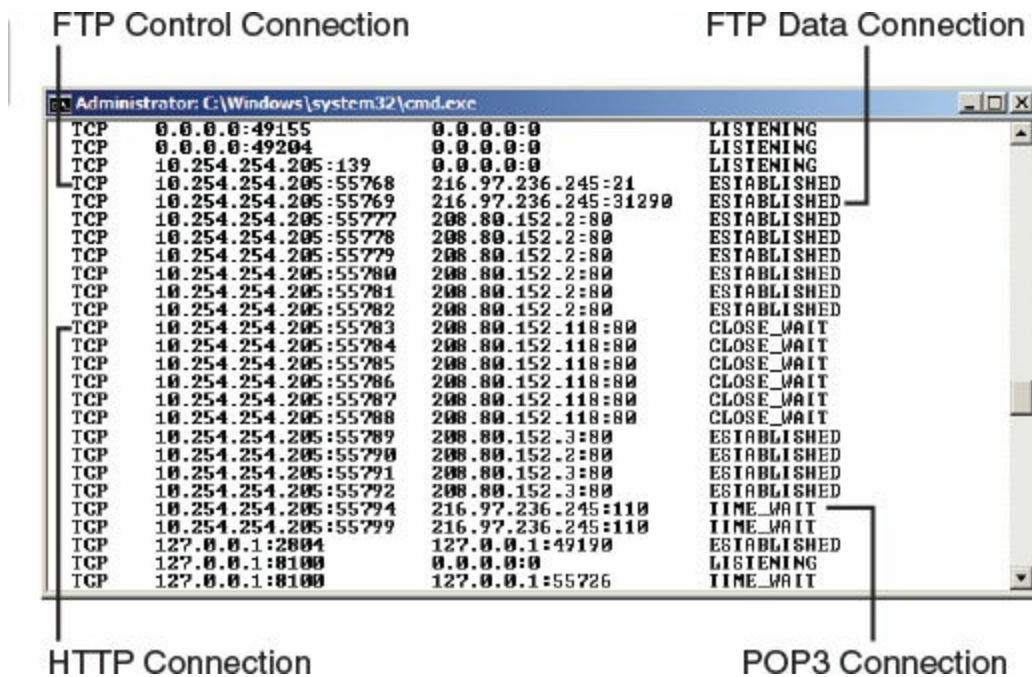 FTP Control Connection FTP Data Connection
Administrator: C:\Windows\system32\cmd.exe
TCP 0.0.0.0:49155 0.0.0.0:0 LISTENING
TCP 0.0.0.0:49204 0.0.0.0:0 LISTENING
TCP 10.254.254.205:139 0.0.0.0:0 LISTENING
TCP 10.254.254.205:55768 216.97.236.245:21 ESTABLISHED
TCP 10.254.254.205:55769 216.97.236.245:31290 ESTABLISHED
TCP 10.254.254.205:55777 208.80.152.2:80 ESTABLISHED
TCP 10.254.254.205:55778 208.80.152.2:80 ESTABLISHED
TCP 10.254.254.205:55779 208.80.152.2:80 ESTABLISHED
TCP 10.254.254.205:55780 208.80.152.2:80 ESTABLISHED
TCP 10.254.254.205:55781 208.80.152.2:80 ESTABLISHED
TCP 10.254.254.205:55782 208.80.152.2:80 ESTABLISHED
TCP 10.254.254.205:55783 208.80.152.118:80 CLOSE_WAIT
TCP 10.254.254.205:55784 208.80.152.118:80 CLOSE_WAIT
TCP 10.254.254.205:55785 208.80.152.118:80 CLOSE_WAIT
TCP 10.254.254.205:55786 208.80.152.118:80 CLOSE_WAIT
TCP 10.254.254.205:55787 208.80.152.118:80 CLOSE_WAIT
TCP 10.254.254.205:55788 208.80.152.118:80 CLOSE_WAIT
TCP 10.254.254.205:55789 208.80.152.3:80 ESTABLISHED
TCP 10.254.254.205:55790 208.80.152.2:80 ESTABLISHED
TCP 10.254.254.205:55791 208.80.152.3:80 ESTABLISHED
TCP 10.254.254.205:55792 208.80.152.3:80 ESTABLISHED
TCP 10.254.254.205:55794 216.97.236.245:110 TIME_WAIT
TCP 10.254.254.205:55799 216.97.236.245:110 TIME_WAIT
TCP 127.0.0.1:2804 127.0.0.1:49190 ESTABLISHED
TCP 127.0.0.1:8100 0.0.0.0:0 LISTENING
TCP 127.0.0.1:8100 127.0.0.1:55726 TIME_WAIT
HTTP Connection POP3 Connection